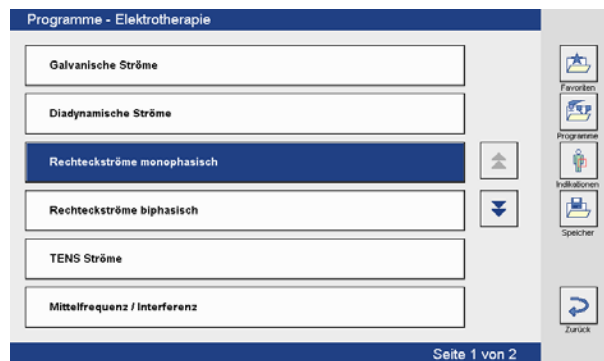 Programme - Elektrotherapie
Galvanische Ströme
Diadynamische Ströme
Rechteckströme monophasisch
Rechteckströme biphasisch
TENS Ströme
Mittelfrequenz / Interferenz
Seite 1 von 2
Favoriten
Programme
Indikationen
Speicher
Zurück